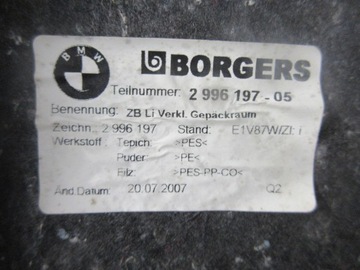 BMW BORGERS
Teilnummer: 2 996 197 - 05
Benennung: ZB Li Verkl. Gepackraum
Zeichn.: 2 996 197 Stand: E1V87W/ZI:
Werkstoff: Tepich: >PES<
Puder >PE<
Filz: >PES-PP-CO<
And Datum: 20.07.2007 Q2